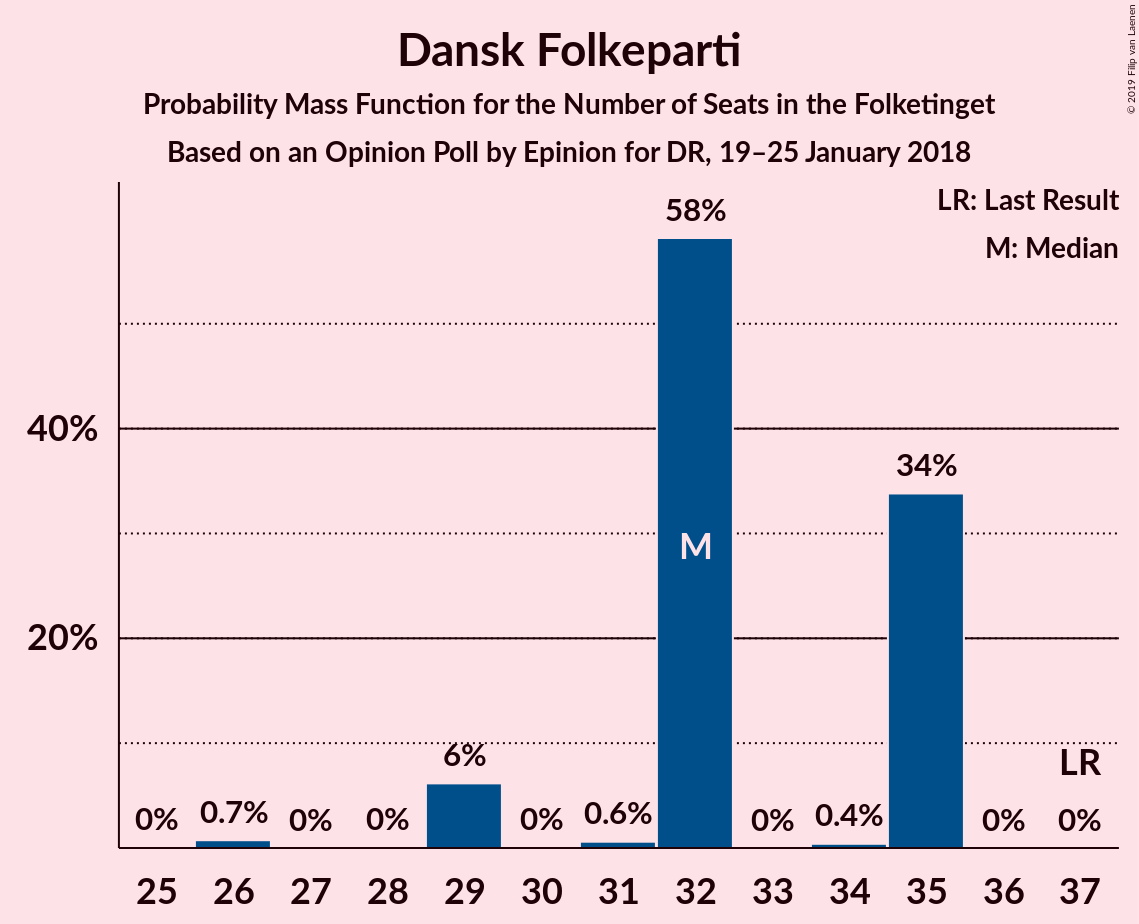 Dansk Folkeparti
Probability Mass Function for the Number of Seats in the Folketinget
Based on an Opinion Poll by Epinion for DR, 19–25 January 2018
© 2019 Filip van Laenen
LR: Last Result
M: Median
58%
40%
34%
M
20%
6%
LR
0% 0.7% 0% 0% 0% 0.6% 0% 0.4% 0% 0%
25 26 27 28 29 30 31 32 33 34 35 36 37